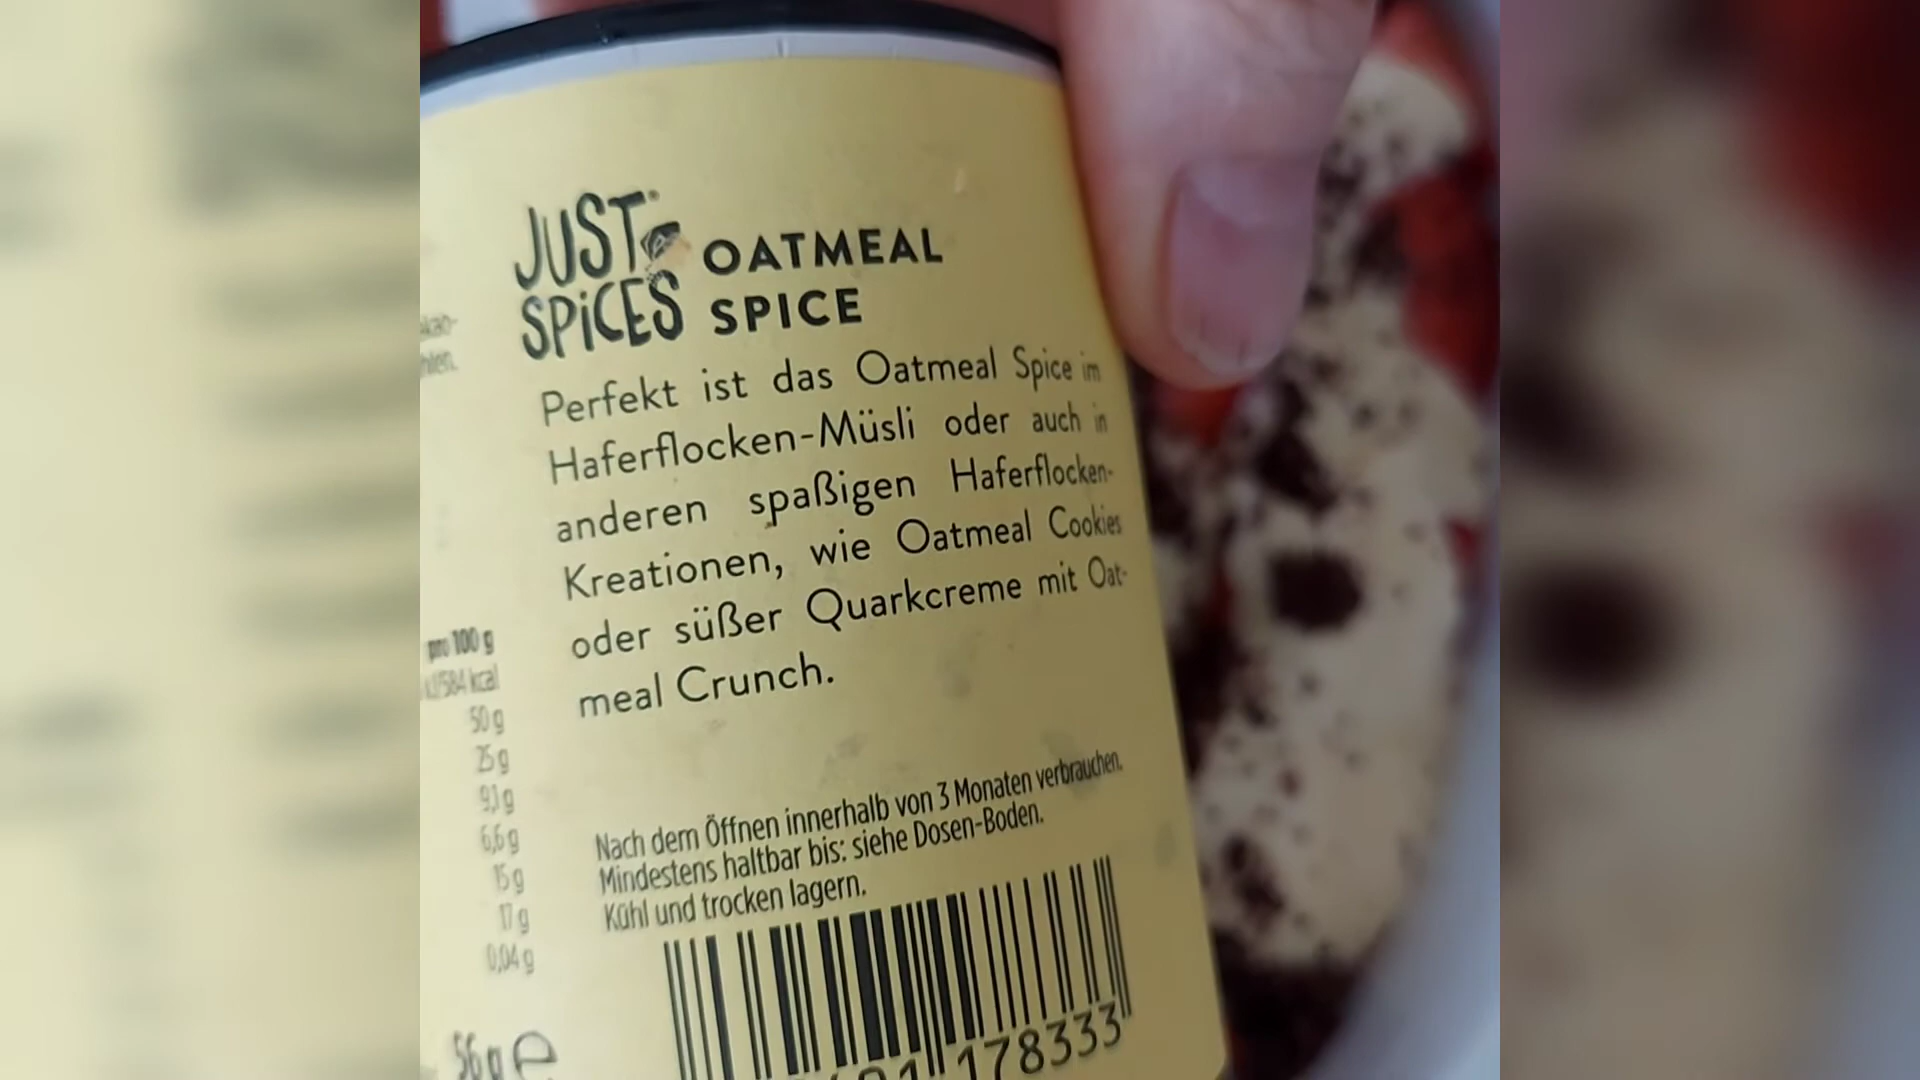 JUST
SPiCES
OATMEAL
SPICE
Perfekt ist das Oatmeal Spice im
Haferflocken-Müsli oder auch in
anderen spaßigen Haferflocken-
Kreationen, wie Oatmeal Cookies
oder süßer Quarkcreme mit Oat-
meal Crunch.
pro 100 g
584 kcal
50 g
25 g
9,1 g
6,6 g
15 g
17 g
0,04 g
Nach dem Öffnen innerhalb von 3 Monaten verbrauchen.
Mindestens haltbar bis: siehe Dosen-Boden.
Kühl und trocken lagern.
56 g e
178333